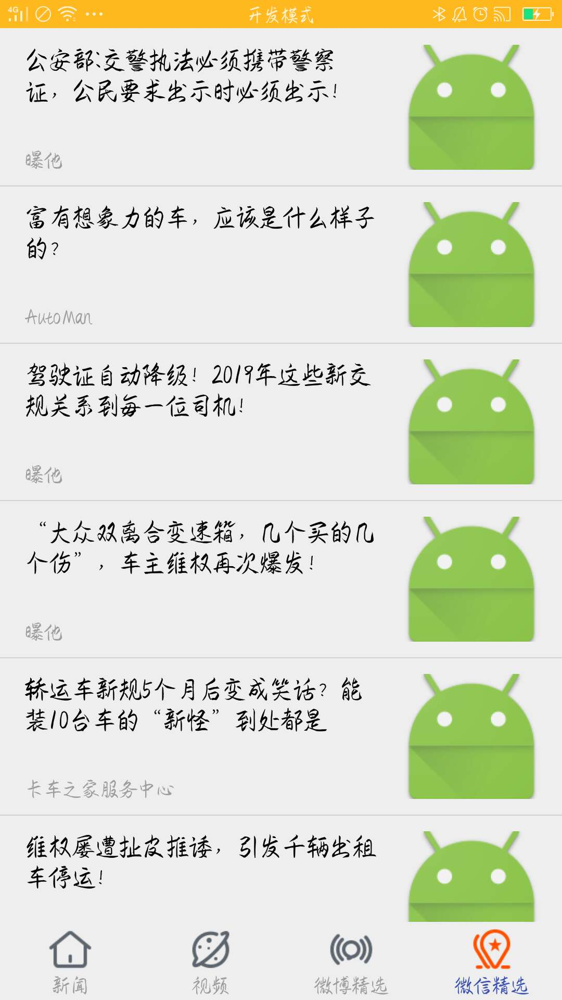 4G
开发模式
公安部:交警执法必须携带警察
证，公民要求出示时必须出示！
曝他
富有想象力的车，应该是什么样子
的？
AutoMan
驾驶证自动降级！2019年这些新交
规关系到每一位司机！
曝他
“大众双离合变速箱，几个买的几
个伤”，车主维权再次爆发！
曝他
轿运车新规5个月后变成笑话？能
装10台车的“新怪”到处都是
卡车之家服务中心
维权屡遭扯皮推诿，引发千辆出租
车停运！
新闻
视频
微博精选
微信精选